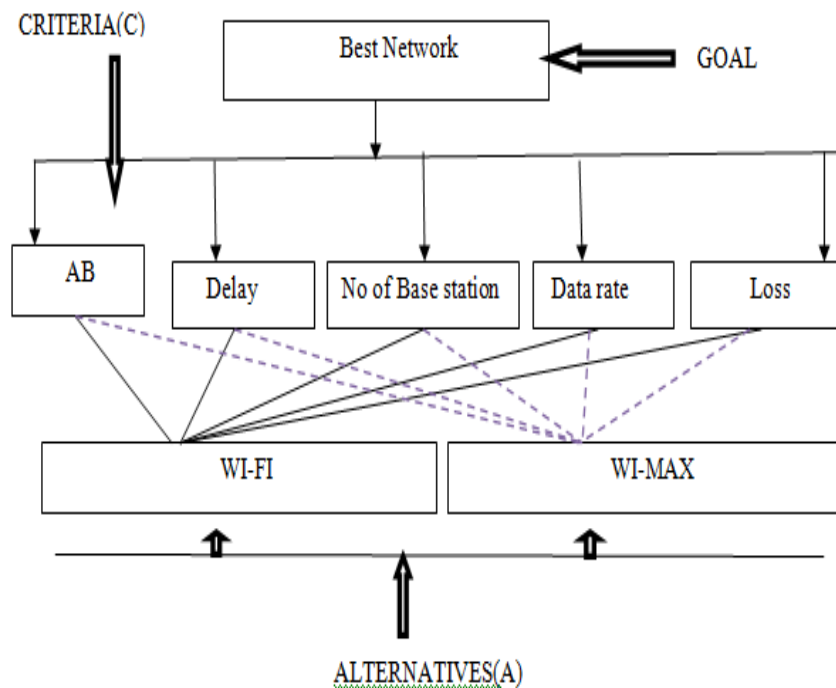 CRITERIA(C)
Best Network
GOAL
AB
Delay
No of Base station
Data rate
Loss
WI-FI
WI-MAX
ALTERNATIVES(A)